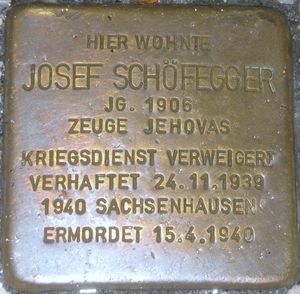 HIER WOHNTE
JOSEF SCHÖFEGGER
JG. 1906
ZEUGE JEHOVAS
KRIEGSDIENST VERWEIGERT
VERHAFTET 24.11.1939
1940 SACHSENHAUSEN
ERMORDET 15.4.1940